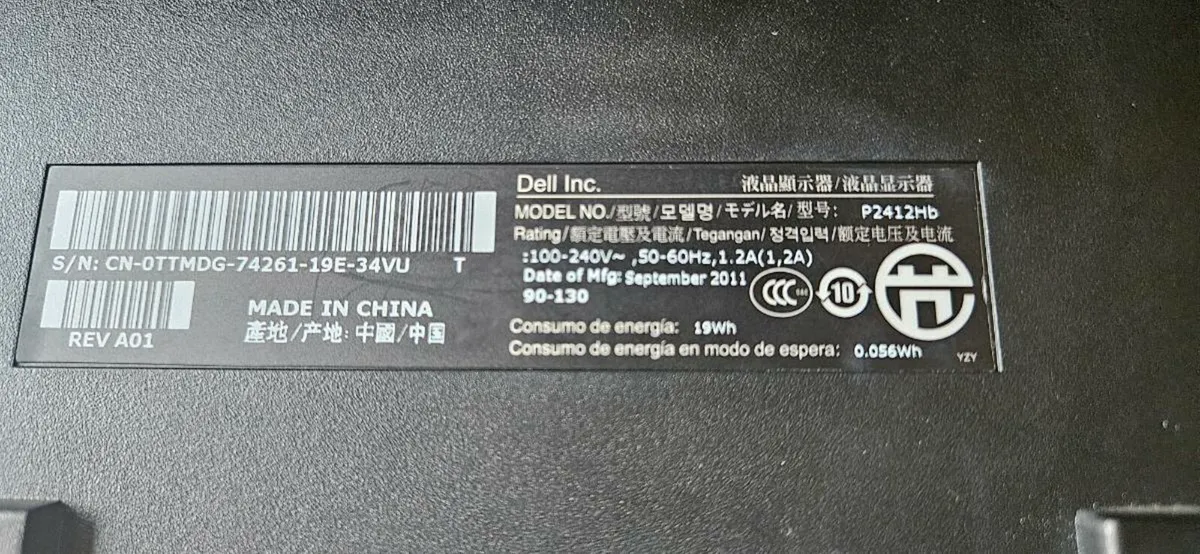 S/N: CN-0TTMDG-74261-19E-34VU T
REV A01
MADE IN CHINA
產地/产地: 中國/中国
Dell Inc. 液晶顯示器/液晶显示器
MODEL NO./型號/모델명/モデル名/型号: P2412Hb
Rating/額定電壓及電流/Tegangan/정격입력/额定电压及电流
:100-240V~ ,50-60Hz,1.2A(1,2A)
Date of Mfg: September 2011
90-130
Consumo de energía: 19Wh
Consumo de energía en modo de espera: 0.056Wh
CCC
10
YZY